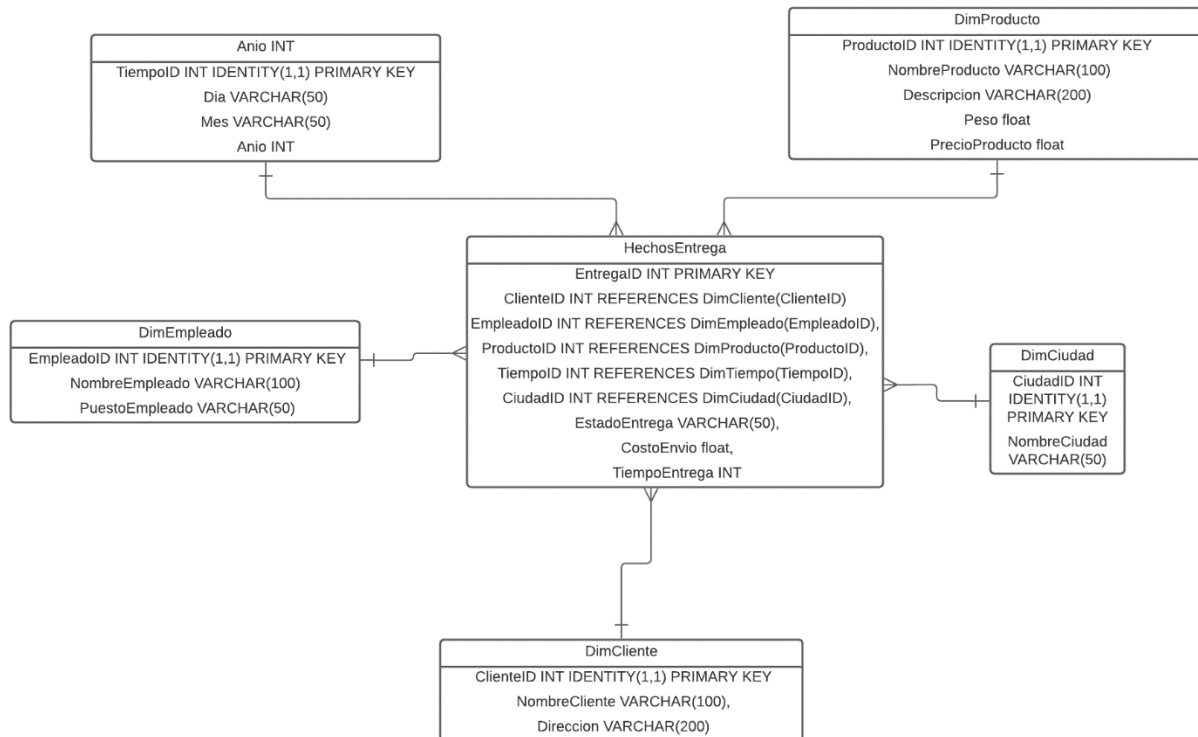 Anio INT
TiempoID INT IDENTITY(1,1) PRIMARY KEY
Dia VARCHAR(50)
Mes VARCHAR(50)
Anio INT
DimProducto
ProductoID INT IDENTITY(1,1) PRIMARY KEY
NombreProducto VARCHAR(100)
Descripcion VARCHAR(200)
Peso float
PrecioProducto float
HechosEntrega
EntregaID INT PRIMARY KEY
ClienteID INT REFERENCES DimCliente(ClienteID)
EmpleadoID INT REFERENCES DimEmpleado(EmpleadoID),
ProductoID INT REFERENCES DimProducto(ProductoID),
TiempoID INT REFERENCES DimTiempo(TiempoID),
CiudadID INT REFERENCES DimCiudad(CiudadID),
EstadoEntrega VARCHAR(50),
CostoEnvio float,
TiempoEntrega INT
DimEmpleado
EmpleadoID INT IDENTITY(1,1) PRIMARY KEY
NombreEmpleado VARCHAR(100)
PuestoEmpleado VARCHAR(50)
DimCiudad
CiudadID INT
IDENTITY(1,1)
PRIMARY KEY
NombreCiudad
VARCHAR(50)
DimCliente
ClienteID INT IDENTITY(1,1) PRIMARY KEY
NombreCliente VARCHAR(100),
Direccion VARCHAR(200)